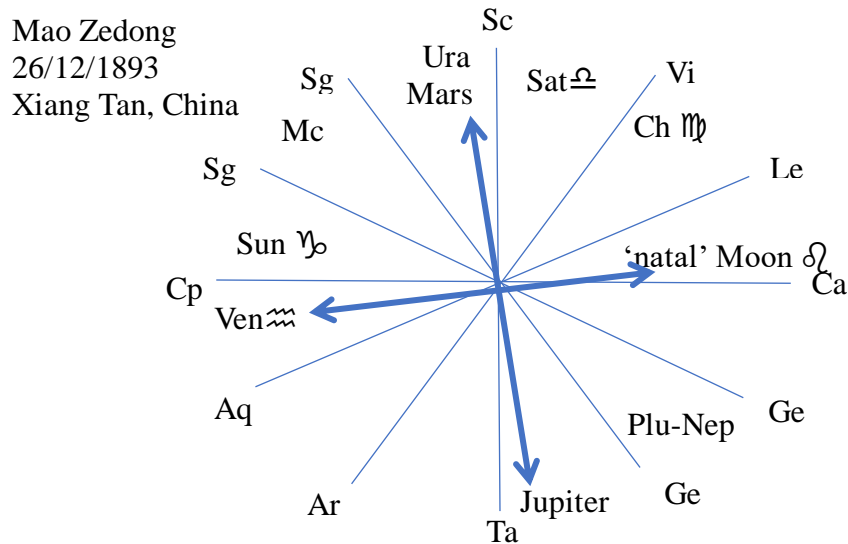 Mao Zedong
26/12/1893
Xiang Tan, China
Sc
Ura
Mars
Sat♎
Vi
Sg
Mc
Ch ♍
Sg
Le
Sun ♑
‘natal’ Moon ♌
Cp
Ca
Ven♒
Aq
Ge
Plu-Nep
Ar
Jupiter
Ge
Ta